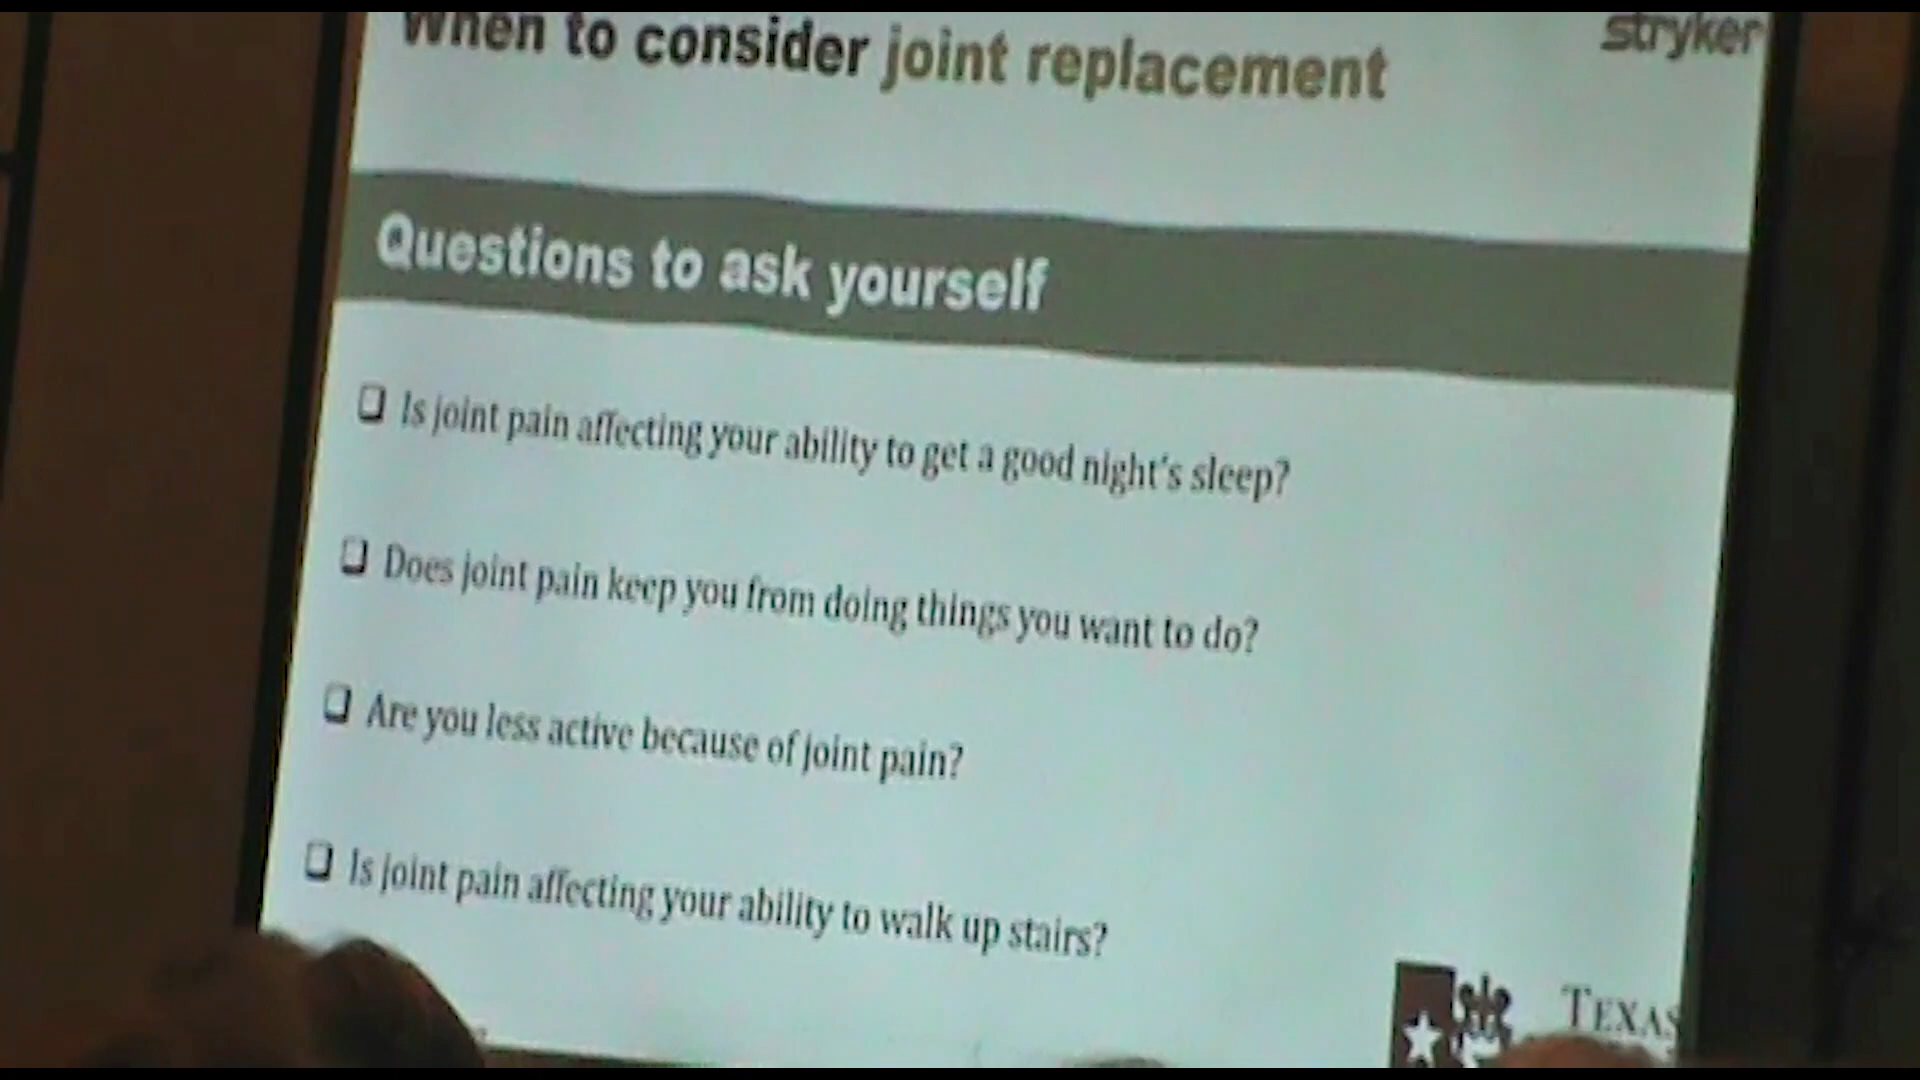 When to consider joint replacement
stryker
Questions to ask yourself
Is joint pain affecting your ability to get a good night's sleep?
Does joint pain keep you from doing things you want to do?
Are you less active because of joint pain?
Is joint pain affecting your ability to walk up stairs?
TEXAS